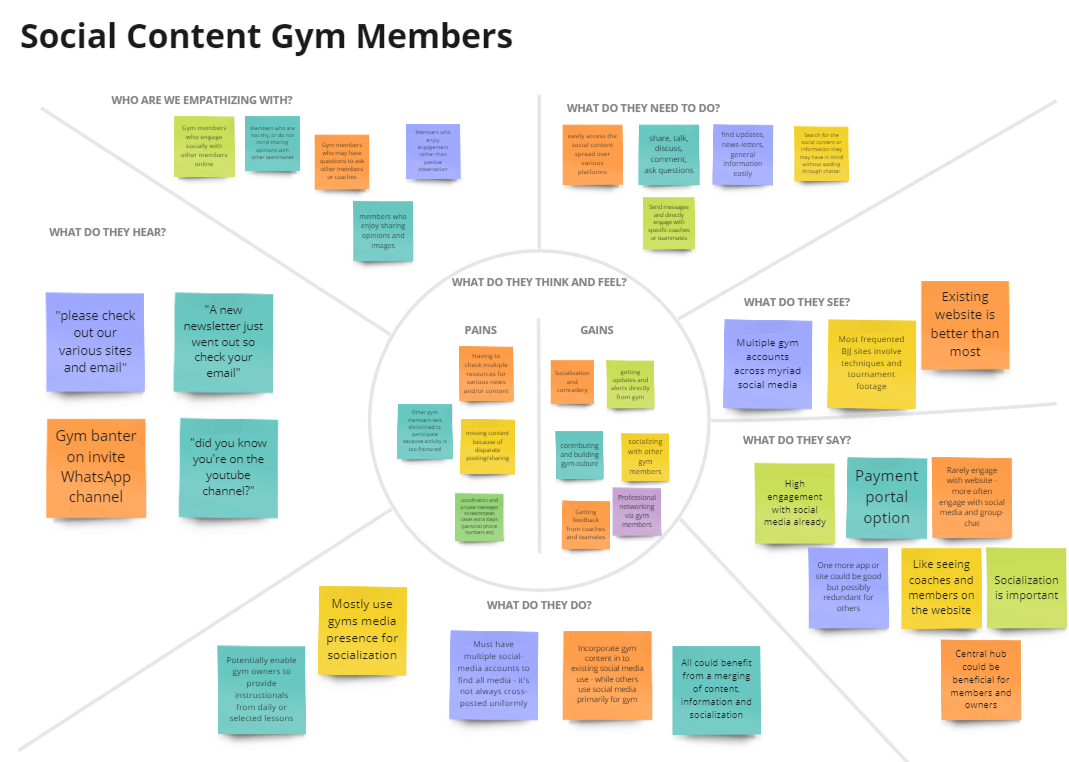 Social Content Gym Members
WHO ARE WE EMPATHIZING WITH?
Gym members
who engage
socially with
other members
online
Members who are
not shy, or do not
mind sharing
opinions with
other teammates
Gym members
who may have
questions to ask
other members
or coaches
Members who
enjoy
engagement
rather than
passive
observation
members who
enjoy sharing
opinions and
images
WHAT DO THEY NEED TO DO?
easily access the
social content
spread over
various
platforms
share, talk,
discuss,
comment,
ask questions
find updates,
news-letters,
general
information
easily
Search for the
social content or
information they
may have in mind
without wading
through chatter
Send messages
and directly
engage with
specific coaches
or teammates
WHAT DO THEY HEAR?
"please check
out our
various sites
and email"
"A new
newsletter just
went out so
check your
email"
Gym banter
on invite
WhatsApp
channel
"did you know
you're on the
youtube
channel?"
WHAT DO THEY THINK AND FEEL?
PAINS
Having to
check multiple
resources for
various news
and/or content
Other gym
members less
disinclined to
participate
because activity is
too fractured
missing content
because of
disparate
posting/sharing
coordination and
private messages
to teammates
takes extra steps
(personal phone
numbers etc)
GAINS
Socialization
and
comradery
getting
updates and
alerts directly
from gym
contributing
and building
gym-culture
socializing
with other
gym
members
Getting
feedback
from coaches
and teamates
Professional
networking
via gym
members
WHAT DO THEY SEE?
Multiple gym
accounts
across myriad
social media
Most frequented
BJJ sites involve
techniques and
tournament
footage
Existing
website is
better than
most
WHAT DO THEY SAY?
High
engagement
with social
media already
Payment
portal
option
Rarely engage
with website -
more often
engage with social
media and group-
chat
One more app or
site could be good
but possibly
redundant for
others
Like seeing
coaches and
members on
the website
Socialization
is important
Central hub
could be
beneficial for
members and
owners
WHAT DO THEY DO?
Potentially enable
gym owners to
provide
instructionals
from daily or
selected lessons
Mostly use
gyms media
presence for
socialization
Must have
multiple social-
media accounts to
find all media - it's
not always cross-
posted uniformly
Incorporate gym
content in to
existing social media
use - while others
use social media
primarily for gym
All could benefit
from a merging
of content,
information and
socialization